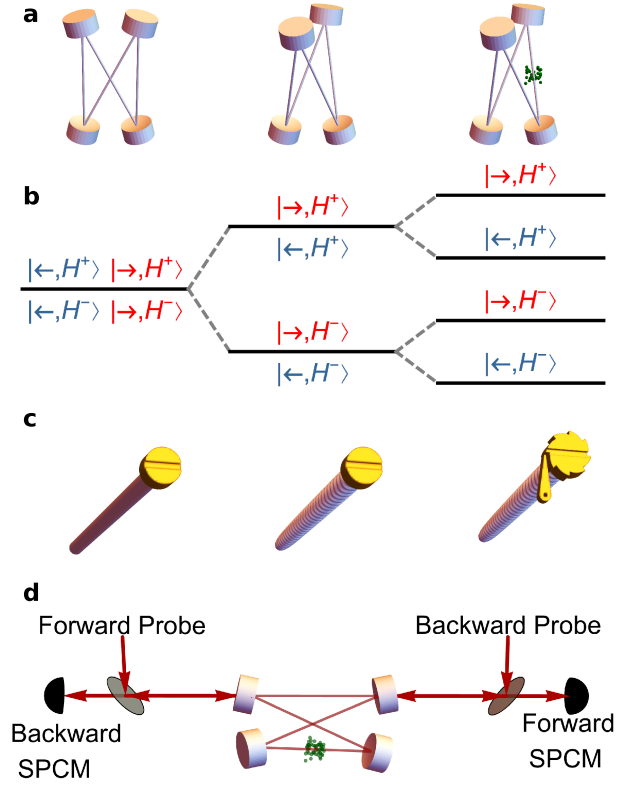 a
b
|→,H⁺⟩
|→,H⁺⟩
|←,H⁺⟩
|←,H⁺⟩
|←,H⁺⟩ |→,H⁺⟩
|←,H⁻⟩ |→,H⁻⟩
|→,H⁻⟩
|→,H⁻⟩
|←,H⁻⟩
|←,H⁻⟩
c
d
Forward Probe
Backward Probe
Backward
SPCM
Forward
SPCM